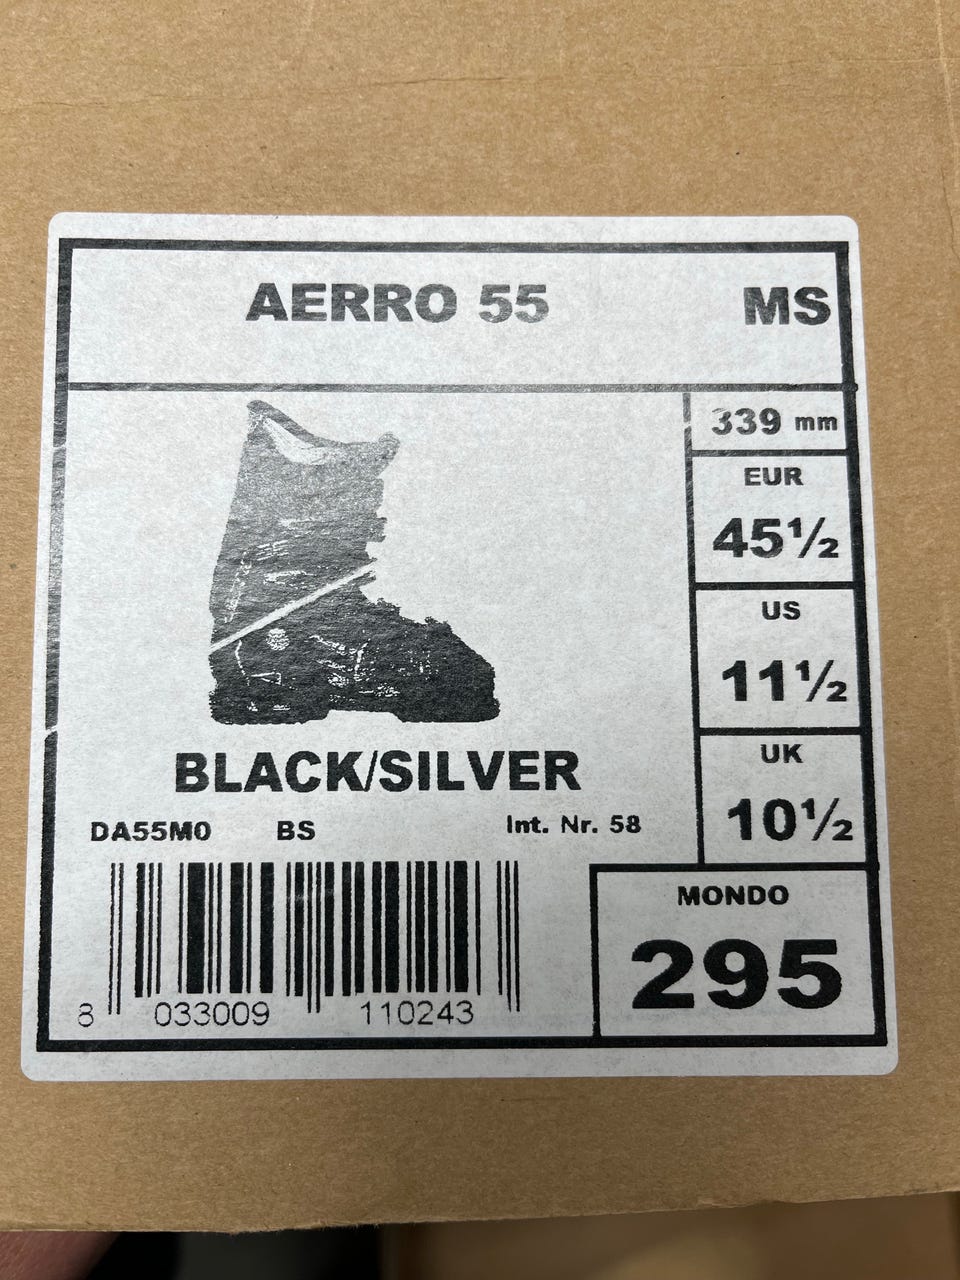 AERRO 55 MS
339 mm
EUR
45½
US
11½
UK
10½
BLACK/SILVER
DA55M0 BS Int. Nr. 58
MONDO
295
8 033009 110243